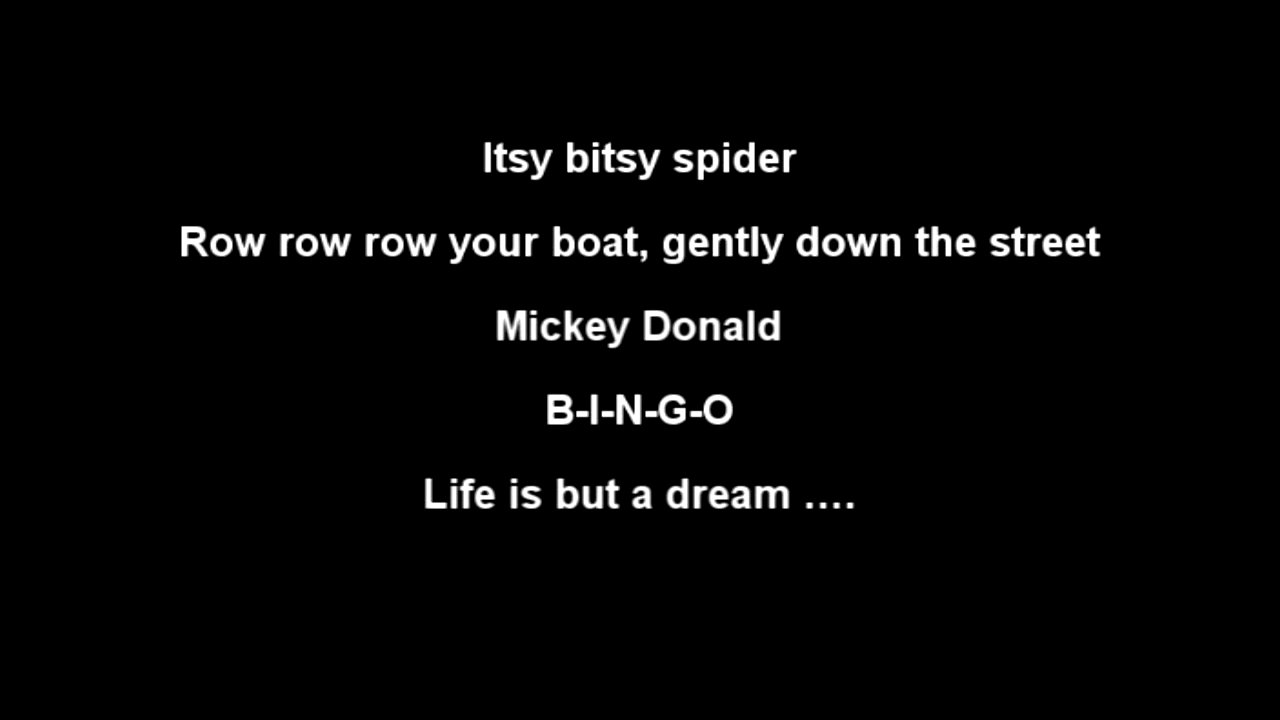 Itsy bitsy spider
Row row row your boat, gently down the street
Mickey Donald
B-I-N-G-O
Life is but a dream ....